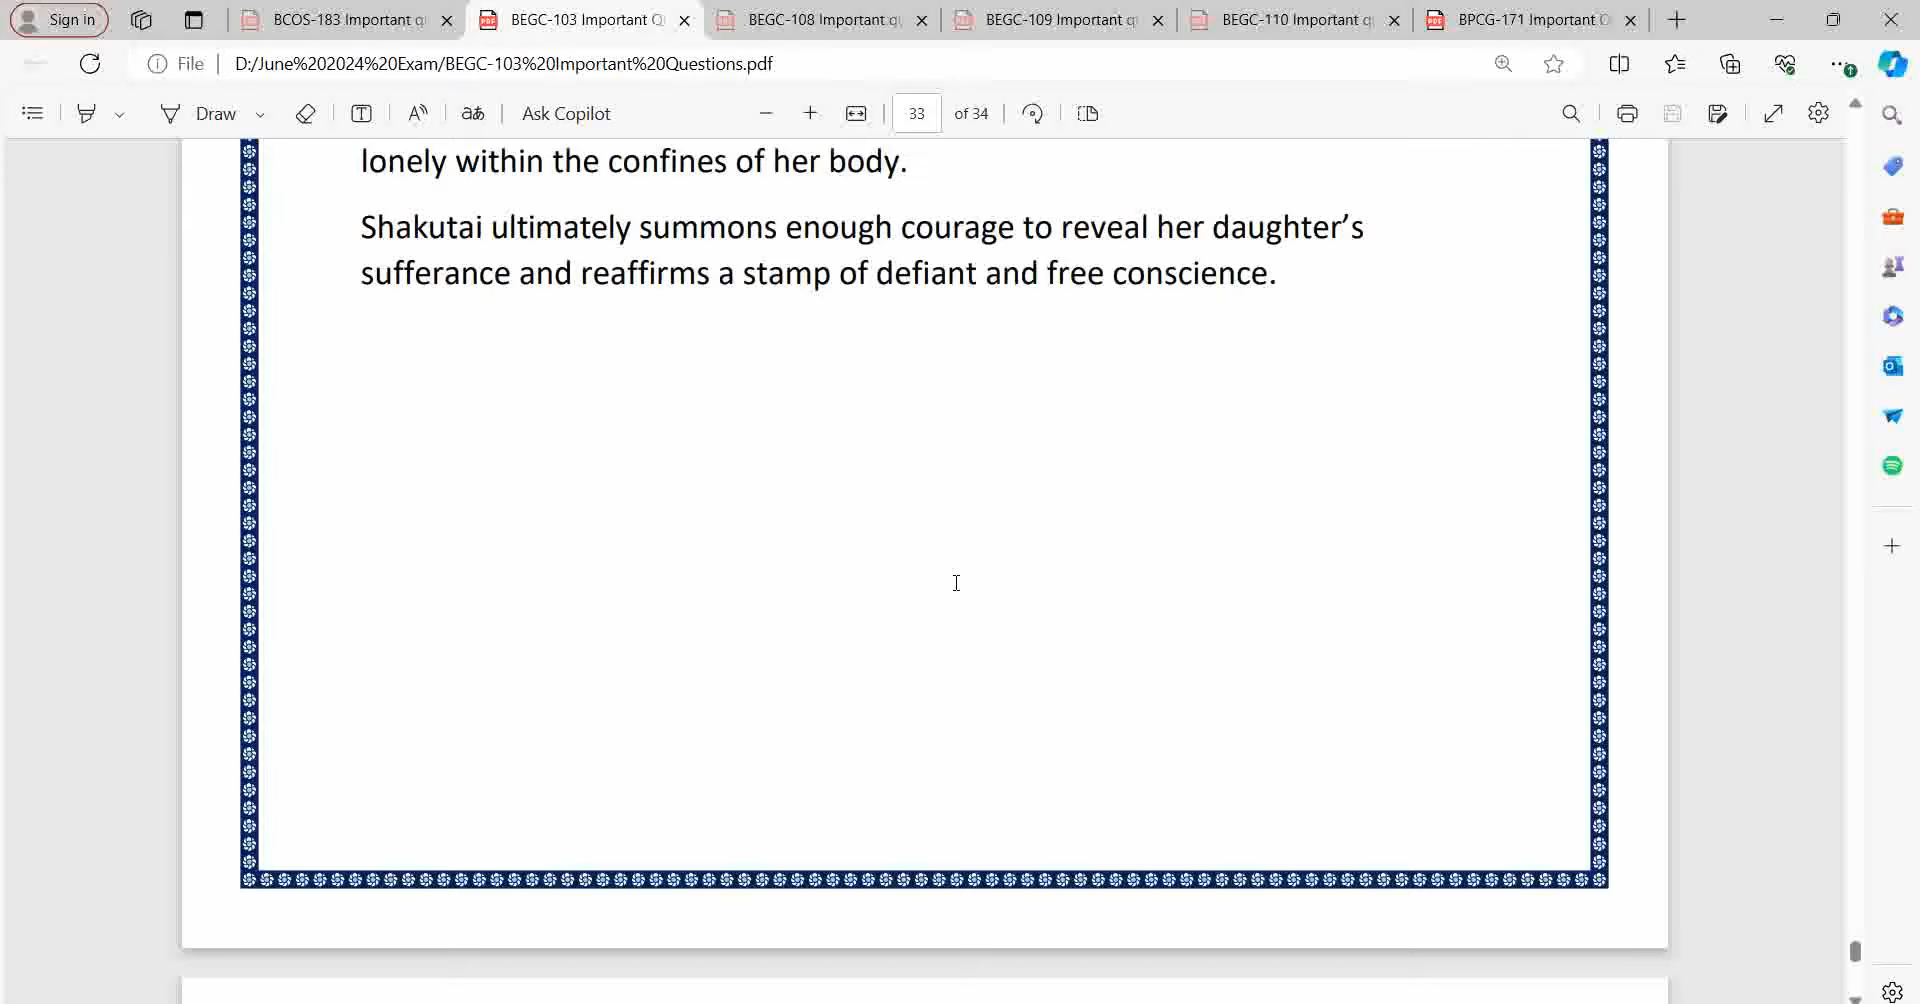 Sign in
BCOS-183 Important q
BEGC-103 Important Q
BEGC-108 Important q
BEGC-109 Important q
BEGC-110 Important q
BPCG-171 Important
File
D:/June%202024%20Exam/BEGC-103%20Important%20Questions.pdf
Draw
Ask Copilot
33 of 34
lonely within the confines of her body.
Shakutai ultimately summons enough courage to reveal her daughter’s
sufferance and reaffirms a stamp of defiant and free conscience.